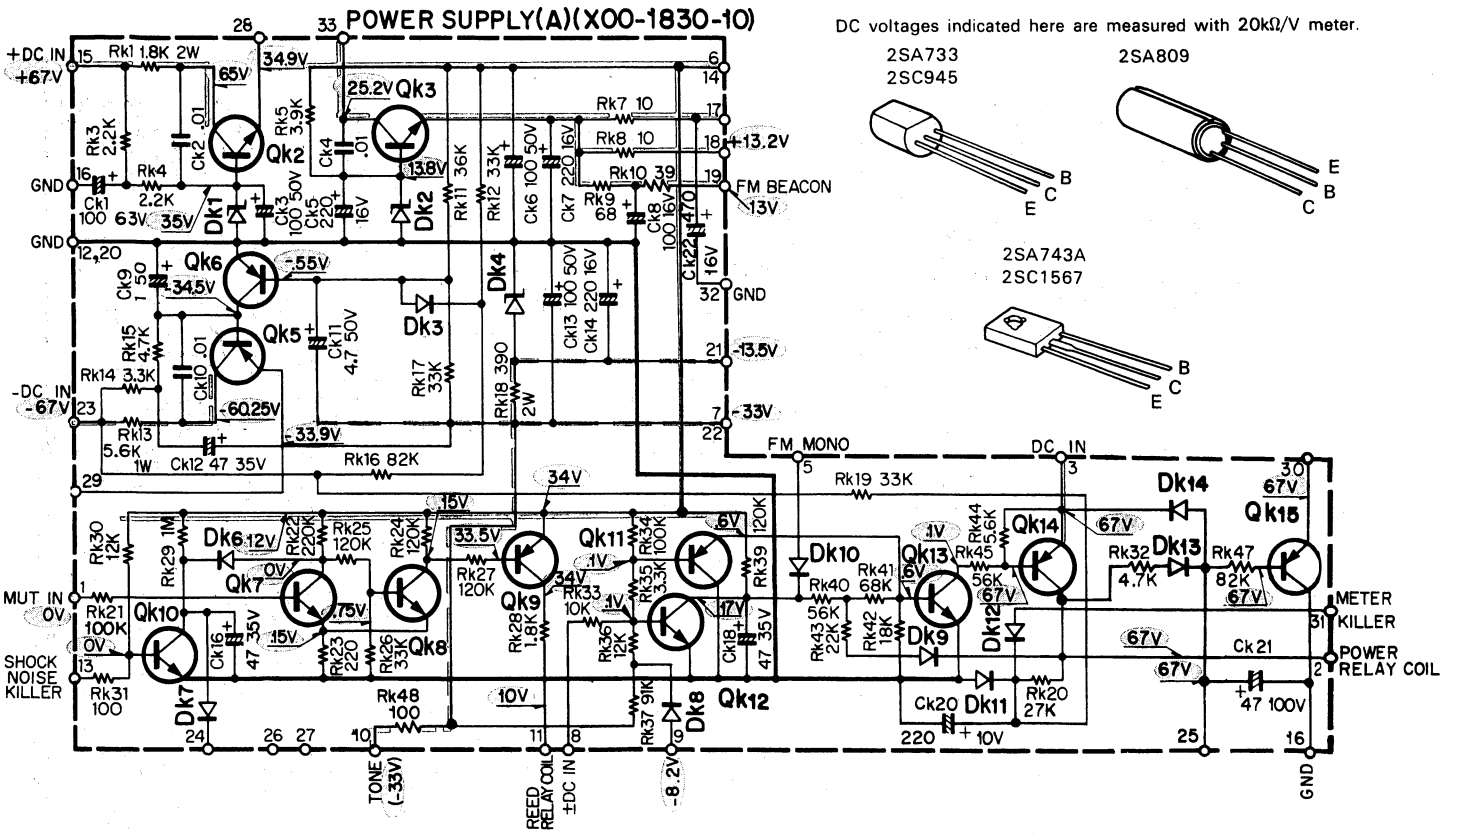 POWER SUPPLY(A)(X00-1830-10)
DC voltages indicated here are measured with 20kΩ/V meter.
2SA733
2SC945
2SA809
E
B
C
B
C
E
2SA743A
2SC1567
B
C
E
28
33
+DC IN
+67V
15
Rk1 1.8K 2W
65V
34.9V
25.2V
Qk3
6
14
Rk3
2.2K
Ck2 .01
Qk2
Rk5
3.9K
Ck4
.01
13.8V
Rk7 10
17
Rk8 10
18
+13.2V
GND
16
Ck1
100
Rk4
2.2K
63V
35V
Dk1
Ck3
100 50V
Ck5
220
16V
Dk2
Rk11 36K
Rk12 33K
Ck6 100 50V
Ck7 220 16V
Rk9
68
Rk10 39
19
FM BEACON
13V
Ck8
100 16V
Ck22 470
16V
GND
12,20
32
GND
Ck9
1 50
Qk6
-.55V
-34.5V
Dk3
Dk4
Ck13 100 50V
Ck14 220 16V
Rk15
4.7K
Qk5
Ck10 .01
Ck11
4.7 50V
Rk17
33K
Rk18 390
2W
21
-13.5V
Rk14 3.3K
-DC IN
-67V
23
-60.25V
-33.9V
7
22
-33V
Rk13
5.6K
1W
Ck12 47 35V
Rk16 82K
29
FM MONO
5
DC IN
3
30
67V
Rk19 33K
Rk30
12K
Rk29 1M
Dk6
.12V
Rk22
220K
Rk25
120K
Rk24
120K
.15V
33.5V
34V
Qk11
Rk34
100K
.6V
Rk39
120K
Dk10
Rk44
5.6K
Qk14
67V
Dk14
Qk15
1
MUT IN
0V
Rk21
100K
0V
Qk7
0V
.75V
.15V
Rk27
120K
Qk9
34V
.1V
Rk35
3.3K
Rk33
10K
.1V
.17V
Rk40
56K
Rk41
68K
Qk13
.1V
.6V
Rk45
56K
67V
Rk32
4.7K
Dk13
Rk47
82K
67V
Qk10
0V
13
SHOCK
NOISE
KILLER
Rk31
100
Ck16
47 35V
Rk23
220
Rk26
33K
Qk8
Rk28
1.8K
Rk36
12K
Ck18
47 35V
Rk43
22K
Rk42
18K
Dk9
Dk12
METER
31
KILLER
67V
POWER
2
RELAY COIL
67V
Ck21
47 100V
Dk7
Rk48
100
10V
Rk37 91K
Dk8
Qk12
Dk11
Rk20
27K
Ck20
220
10V
24
26
27
10
11
8
9
25
16
TONE
(-33V)
REED
RELAY COIL
±DC IN
-8.2V
GND